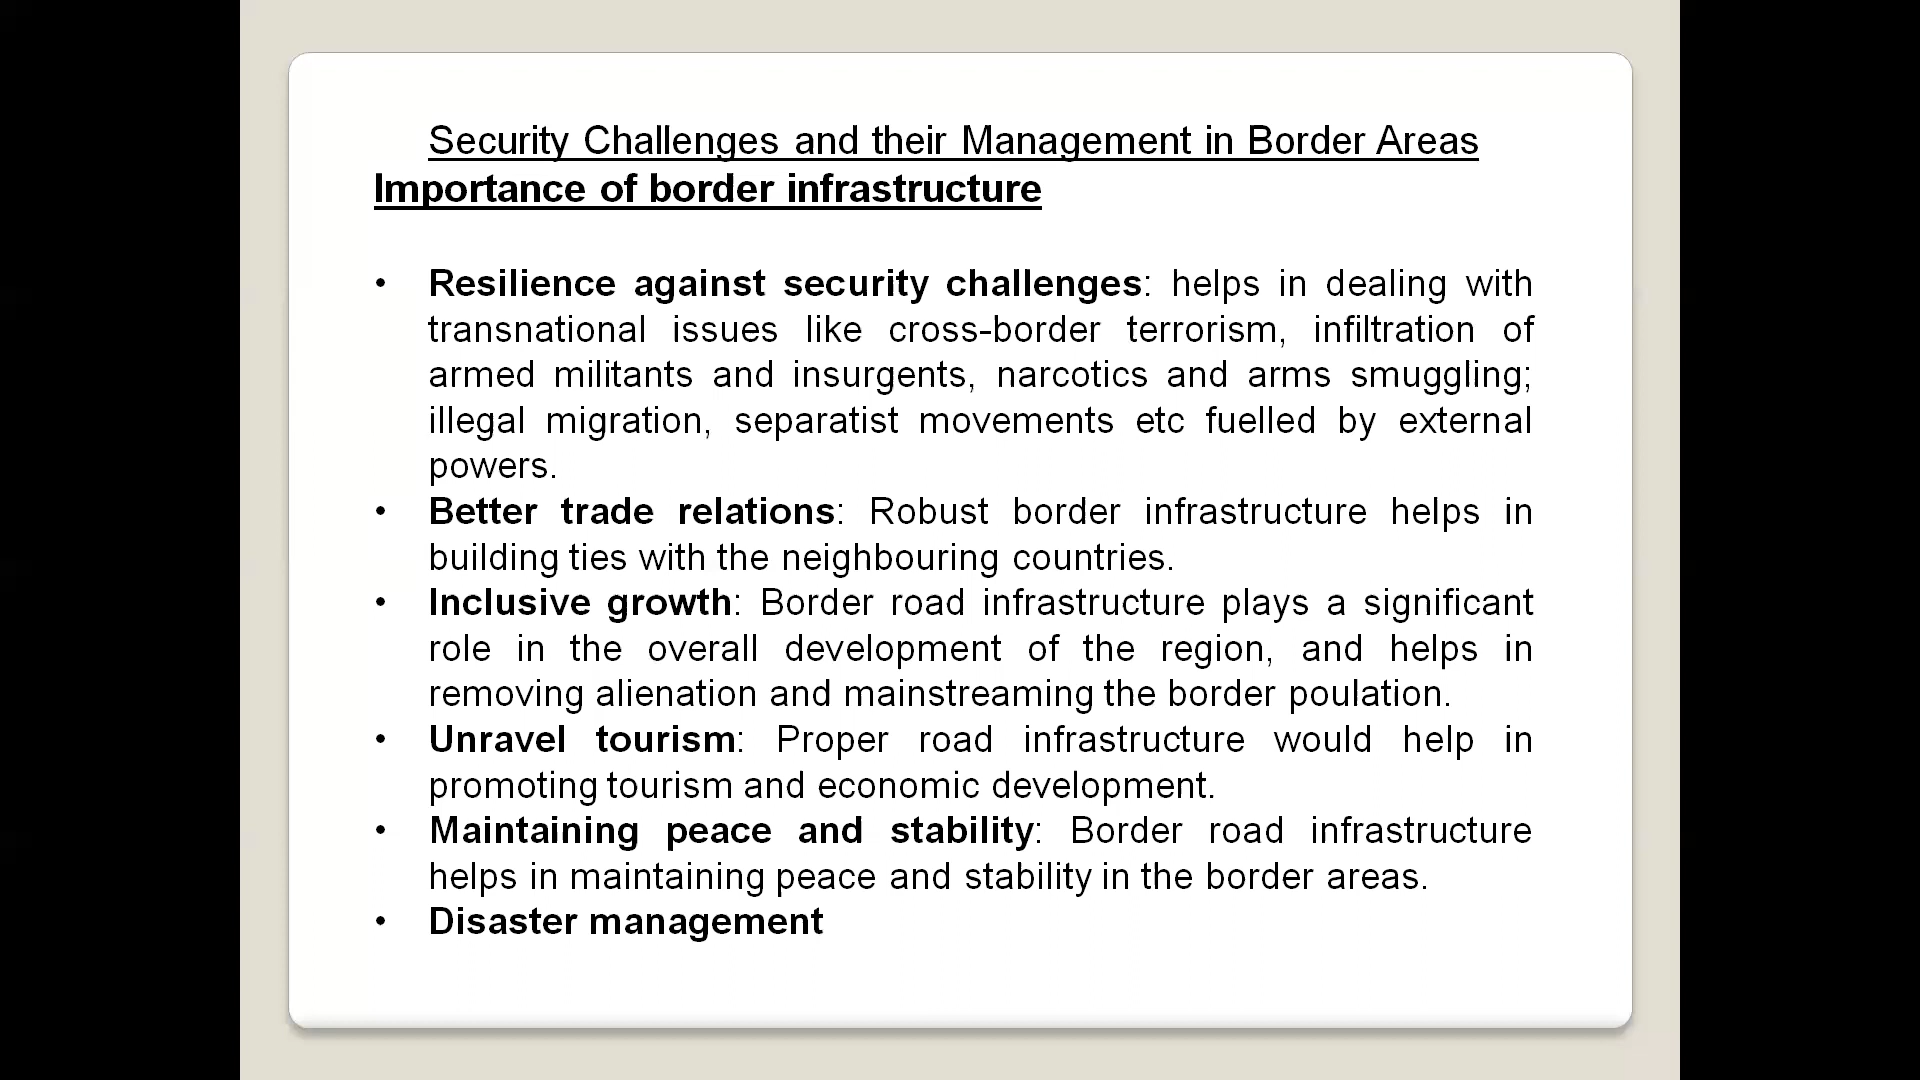 Security Challenges and their Management in Border Areas
Importance of border infrastructure
• Resilience against security challenges: helps in dealing with
transnational issues like cross-border terrorism, infiltration of
armed militants and insurgents, narcotics and arms smuggling;
illegal migration, separatist movements etc fuelled by external
powers.
• Better trade relations: Robust border infrastructure helps in
building ties with the neighbouring countries.
• Inclusive growth: Border road infrastructure plays a significant
role in the overall development of the region, and helps in
removing alienation and mainstreaming the border poulation.
• Unravel tourism: Proper road infrastructure would help in
promoting tourism and economic development.
• Maintaining peace and stability: Border road infrastructure
helps in maintaining peace and stability in the border areas.
• Disaster management